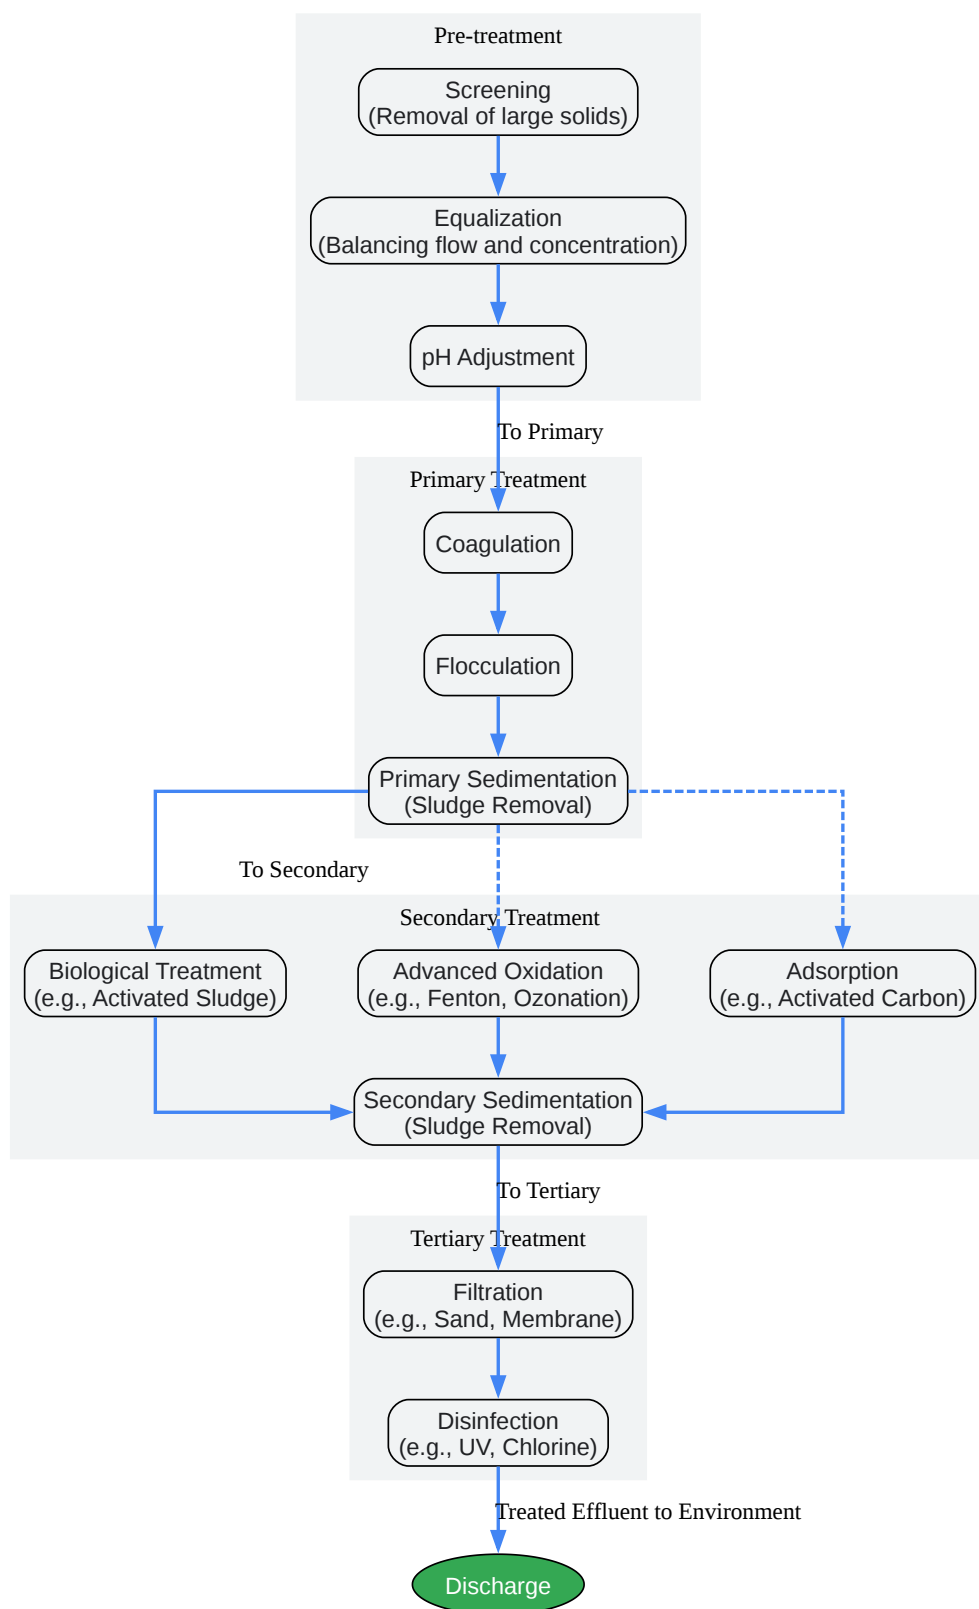 Pre-treatment
Screening
(Removal of large solids)
Equalization
(Balancing flow and concentration)
pH Adjustment
To Primary
Primary Treatment
Coagulation
Flocculation
Primary Sedimentation
(Sludge Removal)
To Secondary
Secondary Treatment
Biological Treatment
(e.g., Activated Sludge)
Advanced Oxidation
(e.g., Fenton, Ozonation)
Adsorption
(e.g., Activated Carbon)
Secondary Sedimentation
(Sludge Removal)
To Tertiary
Tertiary Treatment
Filtration
(e.g., Sand, Membrane)
Disinfection
(e.g., UV, Chlorine)
Treated Effluent to Environment
Discharge